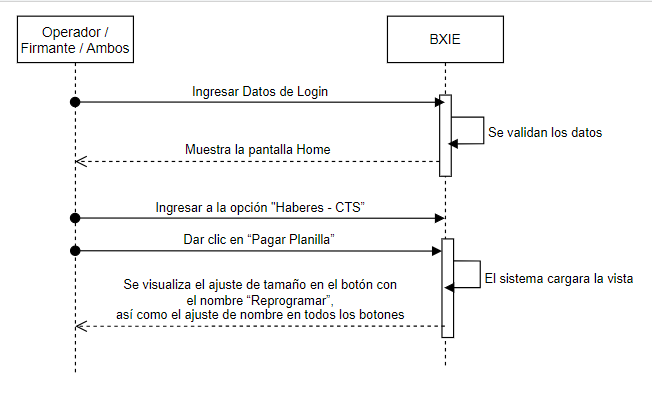 Operador /
Firmante / Ambos
BXIE
Ingresar Datos de Login
Se validan los datos
Muestra la pantalla Home
Ingresar a la opción "Haberes - CTS”
Dar clic en “Pagar Planilla”
El sistema cargara la vista
Se visualiza el ajuste de tamaño en el botón con
el nombre “Reprogramar”,
así como el ajuste de nombre en todos los botones